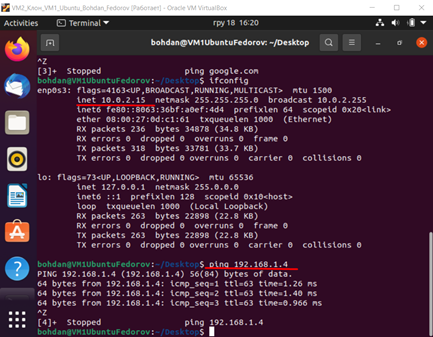 VM2_Клон_VM1_Ubuntu_Bohdan_Fedorov [Работает] - Oracle VM VirtualBox
Activities Terminal гру 18 16:20
bohdan@VM1UbuntuFedorov: ~/Desktop
^Z
[3]+ Stopped ping google.com
bohdan@VM1UbuntuFedorov:~/Desktop$ ifconfig
enp0s3: flags=4163<UP,BROADCAST,RUNNING,MULTICAST> mtu 1500
inet 10.0.2.15 netmask 255.255.255.0 broadcast 10.0.2.255
inet6 fe80::8063:36bf:a0ef:4d4 prefixlen 64 scopeid 0x20<link>
ether 08:00:27:0d:c1:61 txqueuelen 1000 (Ethernet)
RX packets 236 bytes 34878 (34.8 KB)
RX errors 0 dropped 0 overruns 0 frame 0
TX packets 318 bytes 33781 (33.7 KB)
TX errors 0 dropped 0 overruns 0 carrier 0 collisions 0
lo: flags=73<UP,LOOPBACK,RUNNING> mtu 65536
inet 127.0.0.1 netmask 255.0.0.0
inet6 ::1 prefixlen 128 scopeid 0x10<host>
loop txqueuelen 1000 (Local Loopback)
RX packets 263 bytes 22898 (22.8 KB)
RX errors 0 dropped 0 overruns 0 frame 0
TX packets 263 bytes 22898 (22.8 KB)
TX errors 0 dropped 0 overruns 0 carrier 0 collisions 0
bohdan@VM1UbuntuFedorov:~/Desktop$ ping 192.168.1.4
PING 192.168.1.4 (192.168.1.4) 56(84) bytes of data.
64 bytes from 192.168.1.4: icmp_seq=1 ttl=63 time=1.26 ms
64 bytes from 192.168.1.4: icmp_seq=2 ttl=63 time=1.40 ms
64 bytes from 192.168.1.4: icmp_seq=3 ttl=63 time=0.966 ms
^Z
[4]+ Stopped ping 192.168.1.4
bohdan@VM1UbuntuFedorov:~/Desktop$